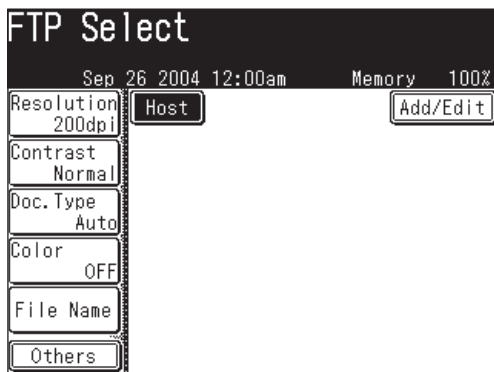 FTP Select
Sep 26 2004 12:00am Memory 100%
Resolution
200dpi
Host
Add/Edit
Contrast
Normal
Doc.Type
Auto
Color
OFF
File Name
Others